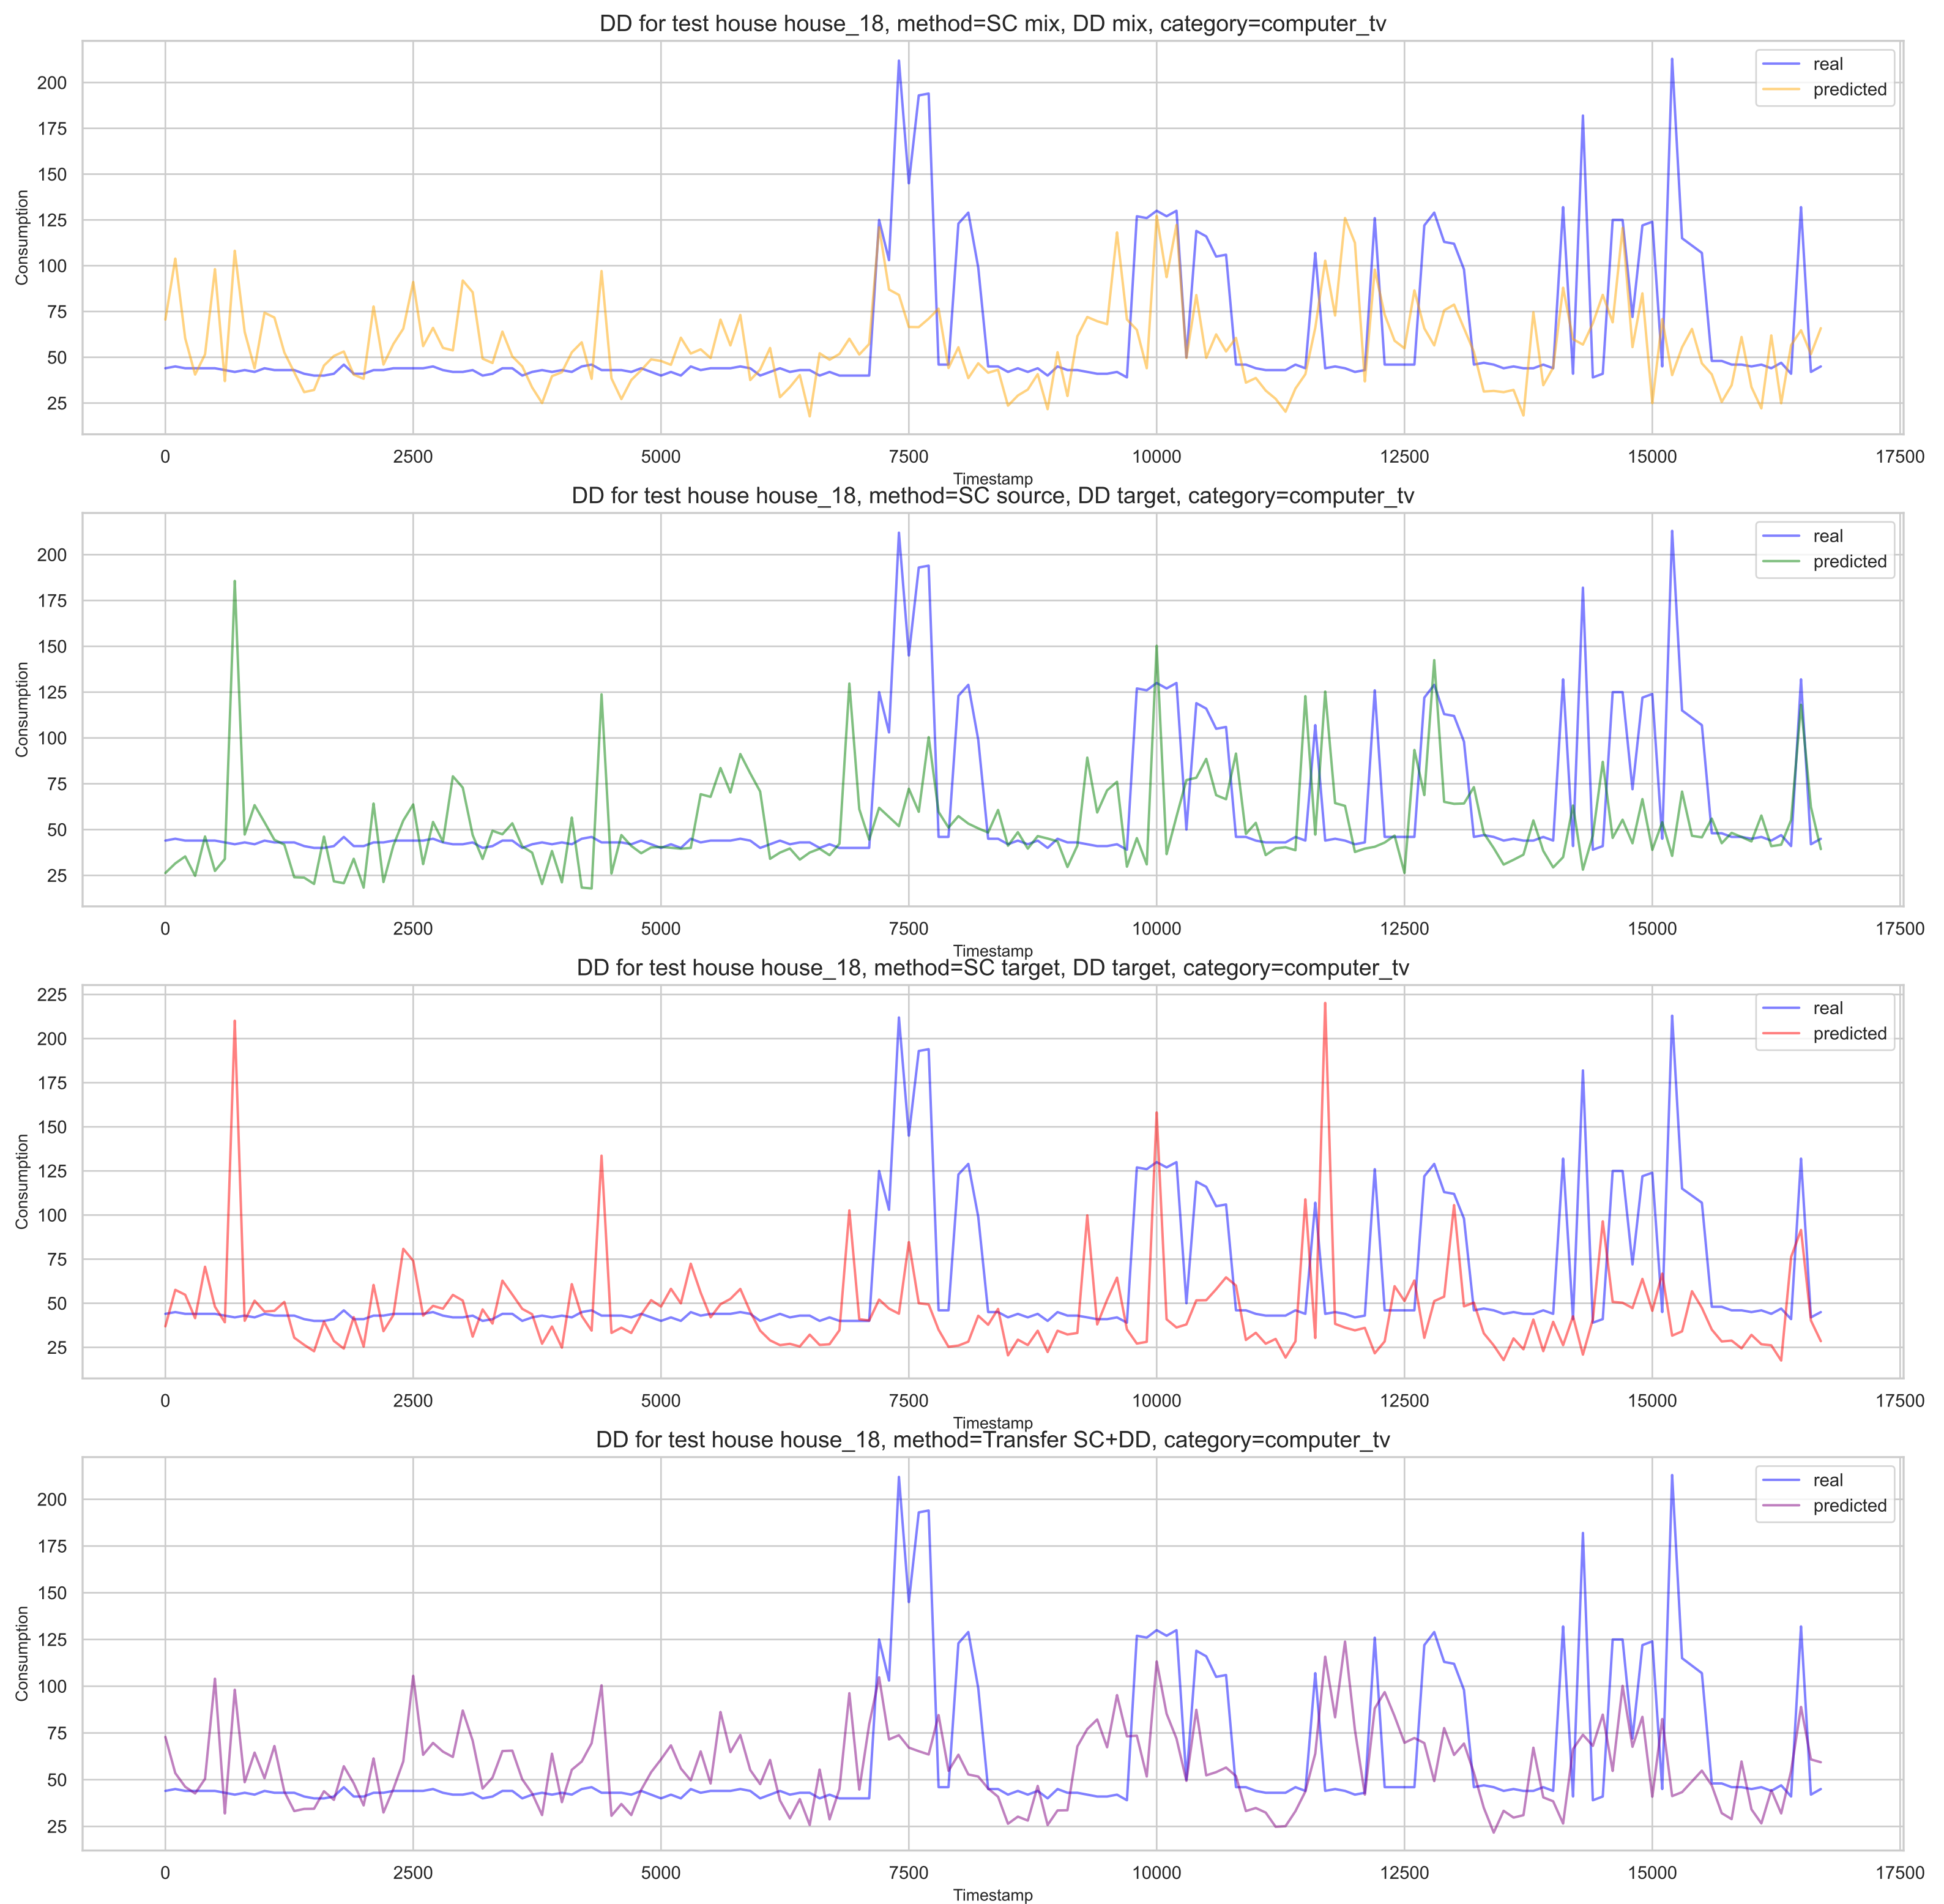 DD for test house house_18, method=SC mix, DD mix, category=computer_tv
real
predicted
Consumption
200
175
150
125
100
75
50
25
0 2500 5000 7500 10000 12500 15000 17500
Timestamp
DD for test house house_18, method=SC source, DD target, category=computer_tv
real
predicted
Consumption
200
175
150
125
100
75
50
25
0 2500 5000 7500 10000 12500 15000 17500
Timestamp
DD for test house house_18, method=SC target, DD target, category=computer_tv
real
predicted
Consumption
225
200
175
150
125
100
75
50
25
0 2500 5000 7500 10000 12500 15000 17500
Timestamp
DD for test house house_18, method=Transfer SC+DD, category=computer_tv
real
predicted
Consumption
200
175
150
125
100
75
50
25
0 2500 5000 7500 10000 12500 15000 17500
Timestamp